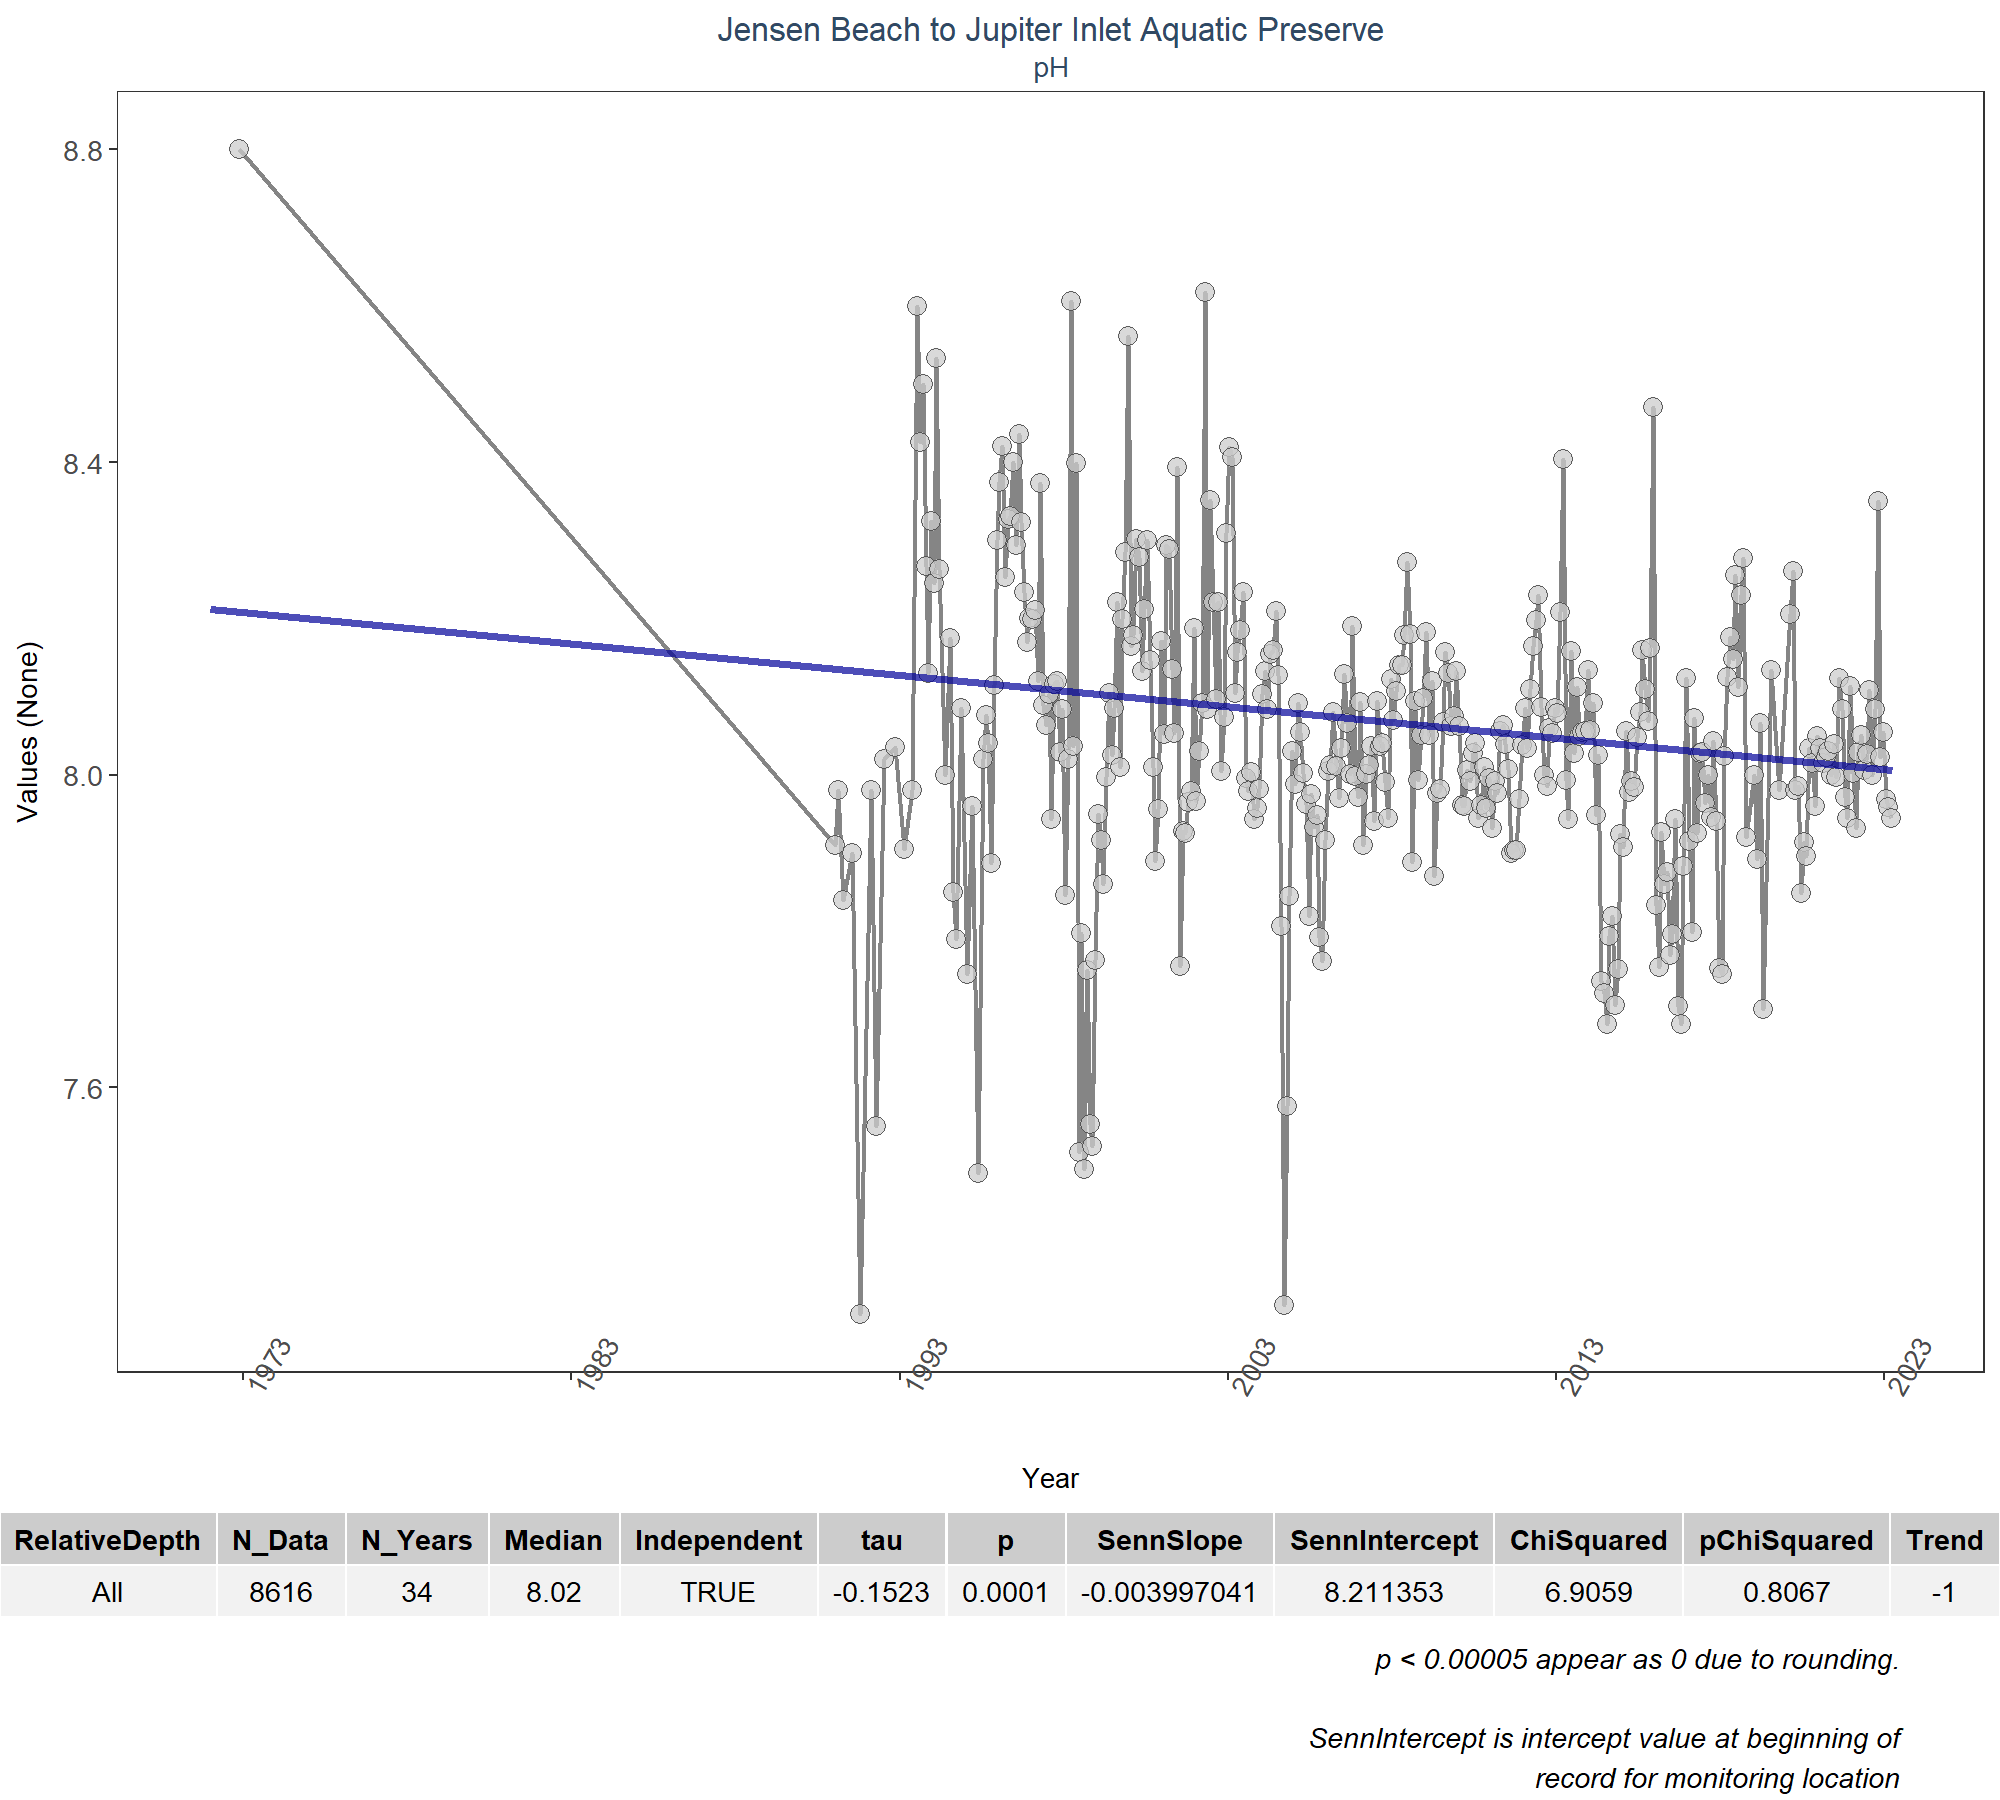 Jensen Beach to Jupiter Inlet Aquatic Preserve
pH
Values (None)
8.8
8.4
8.0
7.6
1973
1983
1993
2003
2013
2023
Year
RelativeDepth N_Data N_Years Median Independent tau p SennSlope SennIntercept ChiSquared pChiSquared Trend
All 8616 34 8.02 TRUE -0.1523 0.0001 -0.003997041 8.211353 6.9059 0.8067 -1
p < 0.00005 appear as 0 due to rounding.
SennIntercept is intercept value at beginning of
record for monitoring location